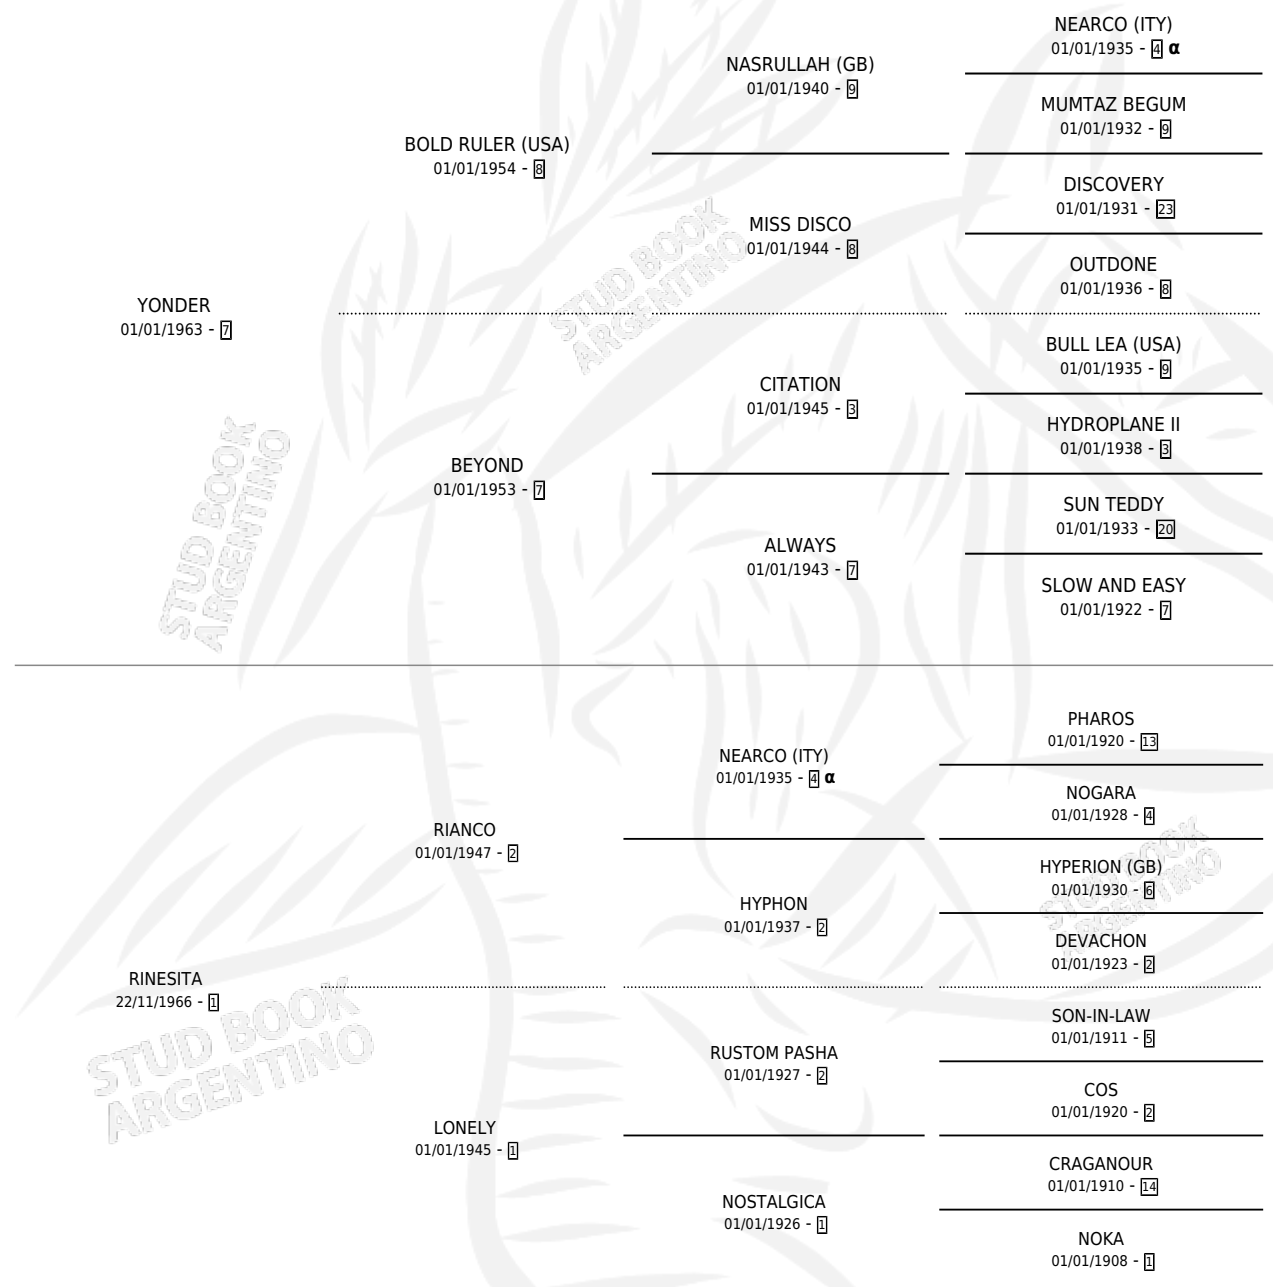 NEARCO (ITY)
01/01/1935 - 4 α
NASRULLAH (GB)
01/01/1940 - 9
MUMTAZ BEGUM
01/01/1932 - 9
BOLD RULER (USA)
01/01/1954 - 8
DISCOVERY
01/01/1931 - 23
MISS DISCO
01/01/1944 - 8
OUTDONE
01/01/1936 - 8
YONDER
01/01/1963 - 7
BULL LEA (USA)
01/01/1935 - 9
CITATION
01/01/1945 - 3
HYDROPLANE II
01/01/1938 - 3
BEYOND
01/01/1953 - 7
SUN TEDDY
01/01/1933 - 20
ALWAYS
01/01/1943 - 7
SLOW AND EASY
01/01/1922 - 7
PHAROS
01/01/1920 - 13
NEARCO (ITY)
01/01/1935 - 4 α
NOGARA
01/01/1928 - 4
RIANCO
01/01/1947 - 2
HYPERION (GB)
01/01/1930 - 6
HYPHON
01/01/1937 - 2
DEVACHON
01/01/1923 - 2
RINESITA
22/11/1966 - 1
SON-IN-LAW
01/01/1911 - 5
RUSTOM PASHA
01/01/1927 - 2
COS
01/01/1920 - 2
LONELY
01/01/1945 - 1
CRAGANOUR
01/01/1910 - 14
NOSTALGICA
01/01/1926 - 1
NOKA
01/01/1908 - 1
STUD BOOK
ARGENTINO
STUD BOOK
ARGENTINO
STUD BOOK
ARGENTINO
STUD BOOK
ARGENTINO